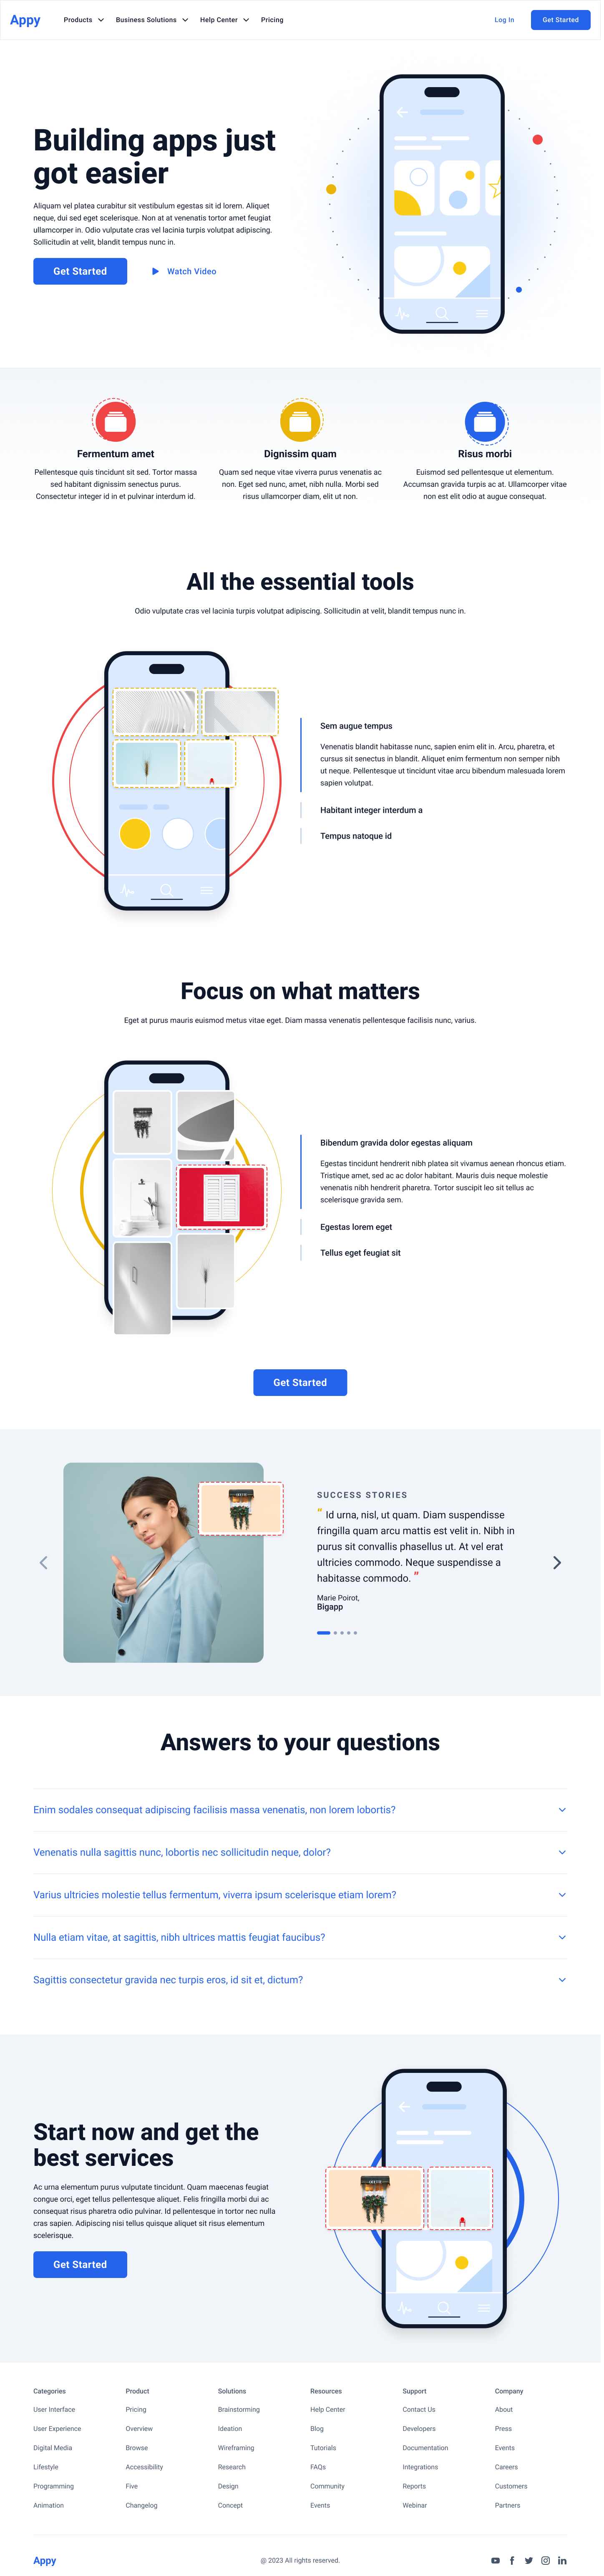 Appy
Products
Business Solutions
Help Center
Pricing
Log In
Get Started
Building apps just
got easier
Aliquam vel platea curabitur sit vestibulum egestas sit id lorem. Aliquet
neque, dui sed eget scelerisque. Non at at venenatis tortor amet feugiat
ullamcorper in. Odio vulputate cras vel lacinia turpis volutpat adipiscing.
Sollicitudin at velit, blandit tempus nunc in.
Get Started
Watch Video
Fermentum amet
Pellentesque quis tincidunt sit sed. Tortor massa
sed habitant dignissim senectus purus.
Consectetur integer id in et pulvinar interdum id.
Dignissim quam
Quam sed neque vitae viverra purus venenatis ac
non. Eget sed nunc, amet, nibh nulla. Morbi sed
risus ullamcorper diam, elit ut non.
Risus morbi
Euismod sed pellentesque ut elementum.
Accumsan gravida turpis ac at. Ullamcorper vitae
non est elit odio at augue consequat.
All the essential tools
Odio vulputate cras vel lacinia turpis volutpat adipiscing. Sollicitudin at velit, blandit tempus nunc in.
Sem augue tempus
Venenatis blandit habitasse nunc, sapien enim elit in. Arcu, pharetra, et
cursus sit senectus in blandit. Aliquet enim fermentum non semper nibh
ut neque. Pellentesque ut tincidunt vitae arcu bibendum malesuada lorem
sapien volutpat.
Habitant integer interdum a
Tempus natoque id
Focus on what matters
Eget at purus mauris euismod metus vitae eget. Diam massa venenatis pellentesque facilisis nunc, varius.
Bibendum gravida dolor egestas aliquam
Egestas tincidunt hendrerit nibh platea sit vivamus aenean rhoncus etiam.
Tristique amet, sed ac ac dolor habitant. Mauris duis neque molestie
venenatis nibh hendrerit pharetra. Tortor suscipit leo sit tellus ac
scelerisque gravida sem.
Egestas lorem eget
Tellus eget feugiat sit
Get Started
SUCCESS STORIES
“ Id urna, nisl, ut quam. Diam suspendisse
fringilla quam arcu mattis est velit in. Nibh in
purus sit convallis phasellus ut. At vel erat
ultricies commodo. Neque suspendisse a
habitasse commodo. “
Marie Poirot,
Bigapp
Answers to your questions
Enim sodales consequat adipiscing facilisis massa venenatis, non lorem lobortis?
Venenatis nulla sagittis nunc, lobortis nec sollicitudin neque, dolor?
Varius ultricies molestie tellus fermentum, viverra ipsum scelerisque etiam lorem?
Nulla etiam vitae, at sagittis, nibh ultrices mattis feugiat faucibus?
Sagittis consectetur gravida nec turpis eros, id sit et, dictum?
Start now and get the
best services
Ac urna elementum purus vulputate tincidunt. Quam maecenas feugiat
congue orci, eget tellus pellentesque aliquet. Felis fringilla morbi dui ac
consequat risus pharetra odio pulvinar. Id pellentesque in tortor nec nulla
cras sapien. Adipiscing nisi tellus quisque aliquet sit risus elementum
scelerisque.
Get Started
Categories
User Interface
User Experience
Digital Media
Lifestyle
Programming
Animation
Product
Pricing
Overview
Browse
Accessibility
Five
Changelog
Solutions
Brainstorming
Ideation
Wireframing
Research
Design
Concept
Resources
Help Center
Blog
Tutorials
FAQs
Community
Events
Support
Contact Us
Developers
Documentation
Integrations
Reports
Webinar
Company
About
Press
Events
Careers
Customers
Partners
Appy
@ 2023 All rights reserved.